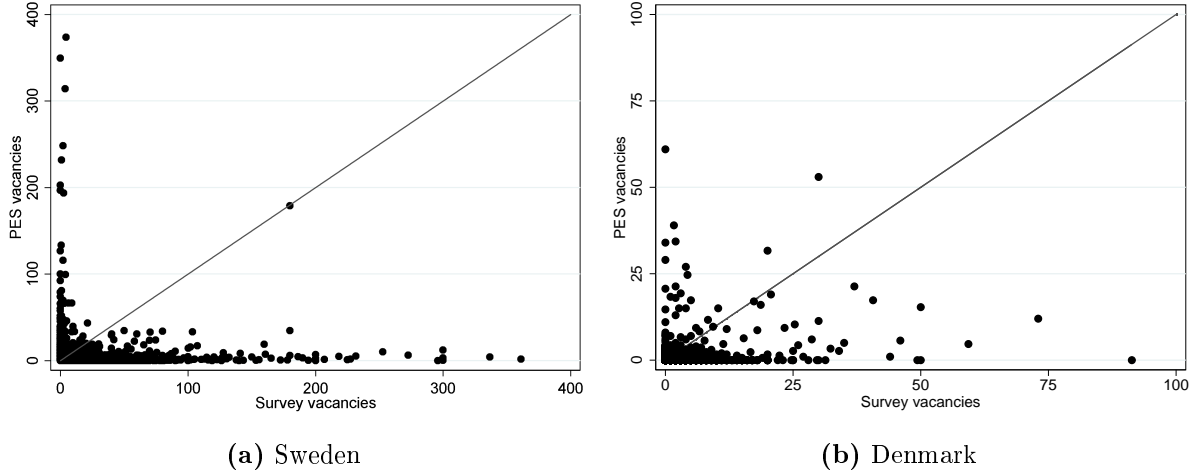 400
300
200
100
0
PES vacancies
0 100 200 300 400
Survey vacancies
(a) Sweden
100
75
50
25
0
PES vacancies
0 25 50 75 100
Survey vacancies
(b) Denmark